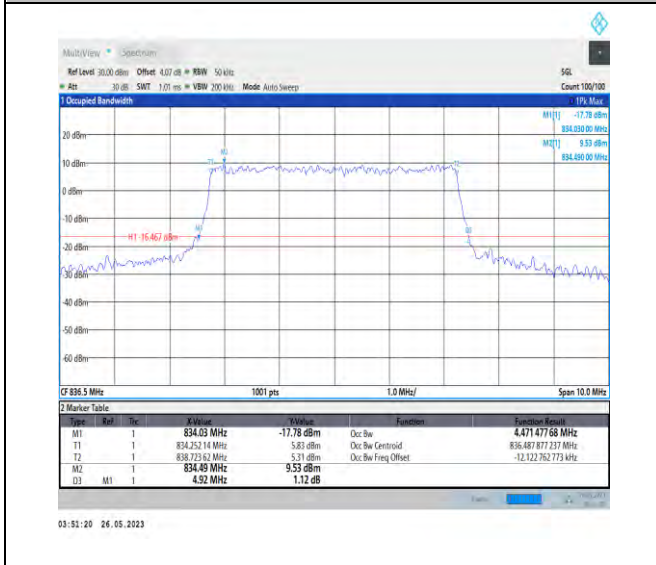 MultiView Spectrum
Ref Level 30.00 dBm Offset 4.07 dB RBW 50 kHz SGL
Att 30 dB SWT 1.01 ms VBW 200 kHz Mode Auto Sweep Count 100/100
1 Occupied Bandwidth 1Pk Max
M1[1] -17.78 dBm
834.030 00 MHz
M2[1] 9.53 dBm
834.490 00 MHz
20 dBm
M2
T1
10 dBm
0 dBm
-10 dBm
M1
H1 -16.467 dBm
-20 dBm
-30 dBm
-40 dBm
-50 dBm
-60 dBm
CF 836.5 MHz 1001 pts 1.0 MHz/ Span 10.0 MHz
2 Marker Table
Type Ref Trc X-Value Y-Value Function Function Result
M1 1 834.03 MHz -17.78 dBm Occ Bw 4.471 477 68 MHz
T1 1 834.252 14 MHz 5.83 dBm Occ Bw Centroid 836.487 877 237 MHz
T2 1 838.723 62 MHz 5.31 dBm Occ Bw Freq Offset -12.122 762 773 kHz
M2 1 834.49 MHz 9.53 dBm
D3 M1 1 4.92 MHz 1.12 dB
03:51:20 26.05.2023